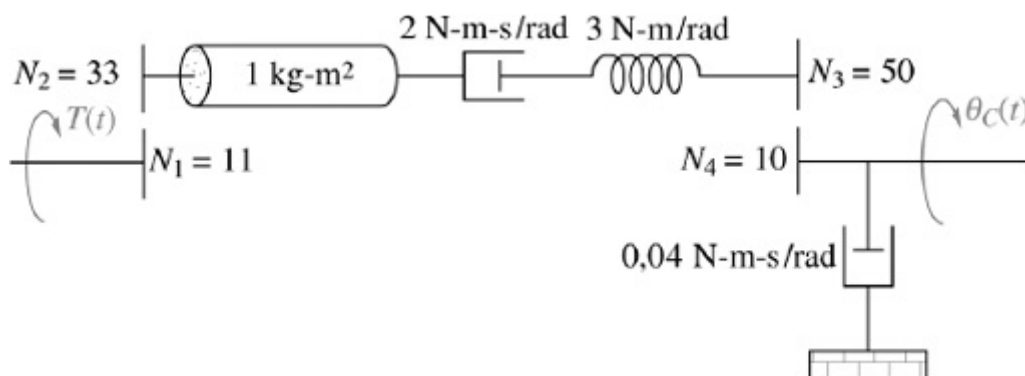 2 N-m-s/rad 3 N-m/rad
N₂ = 33
1 kg-m²
N₃ = 50
T(t)
θC(t)
N₁ = 11
N₄ = 10
0,04 N-m-s/rad